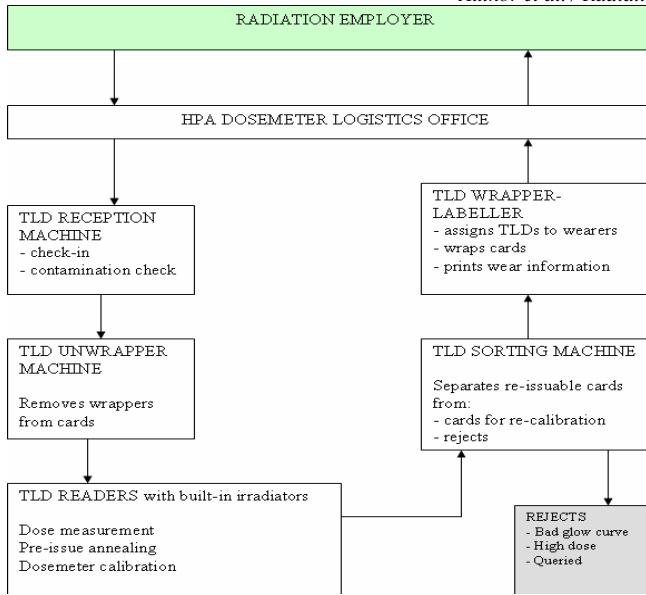 RADIATION EMPLOYER
HPA DOSEMETER LOGISTICS OFFICE
TLD RECEPTION
MACHINE
- check-in
- contamination check
TLD WRAPPER-
LABELLER
- assigns TLDs to wearers
- wraps cards
- prints wear information
TLD UNWRAPPER
MACHINE
Removes wrappers
from cards
TLD SORTING MACHINE
Separates re-issuable cards
from:
- cards for re-calibration
- rejects
TLD READERS with built-in irradiators
Dose measurement
Pre-issue annealing
Dosemeter calibration
REJECTS
- Bad glow curve
- High dose
- Queried